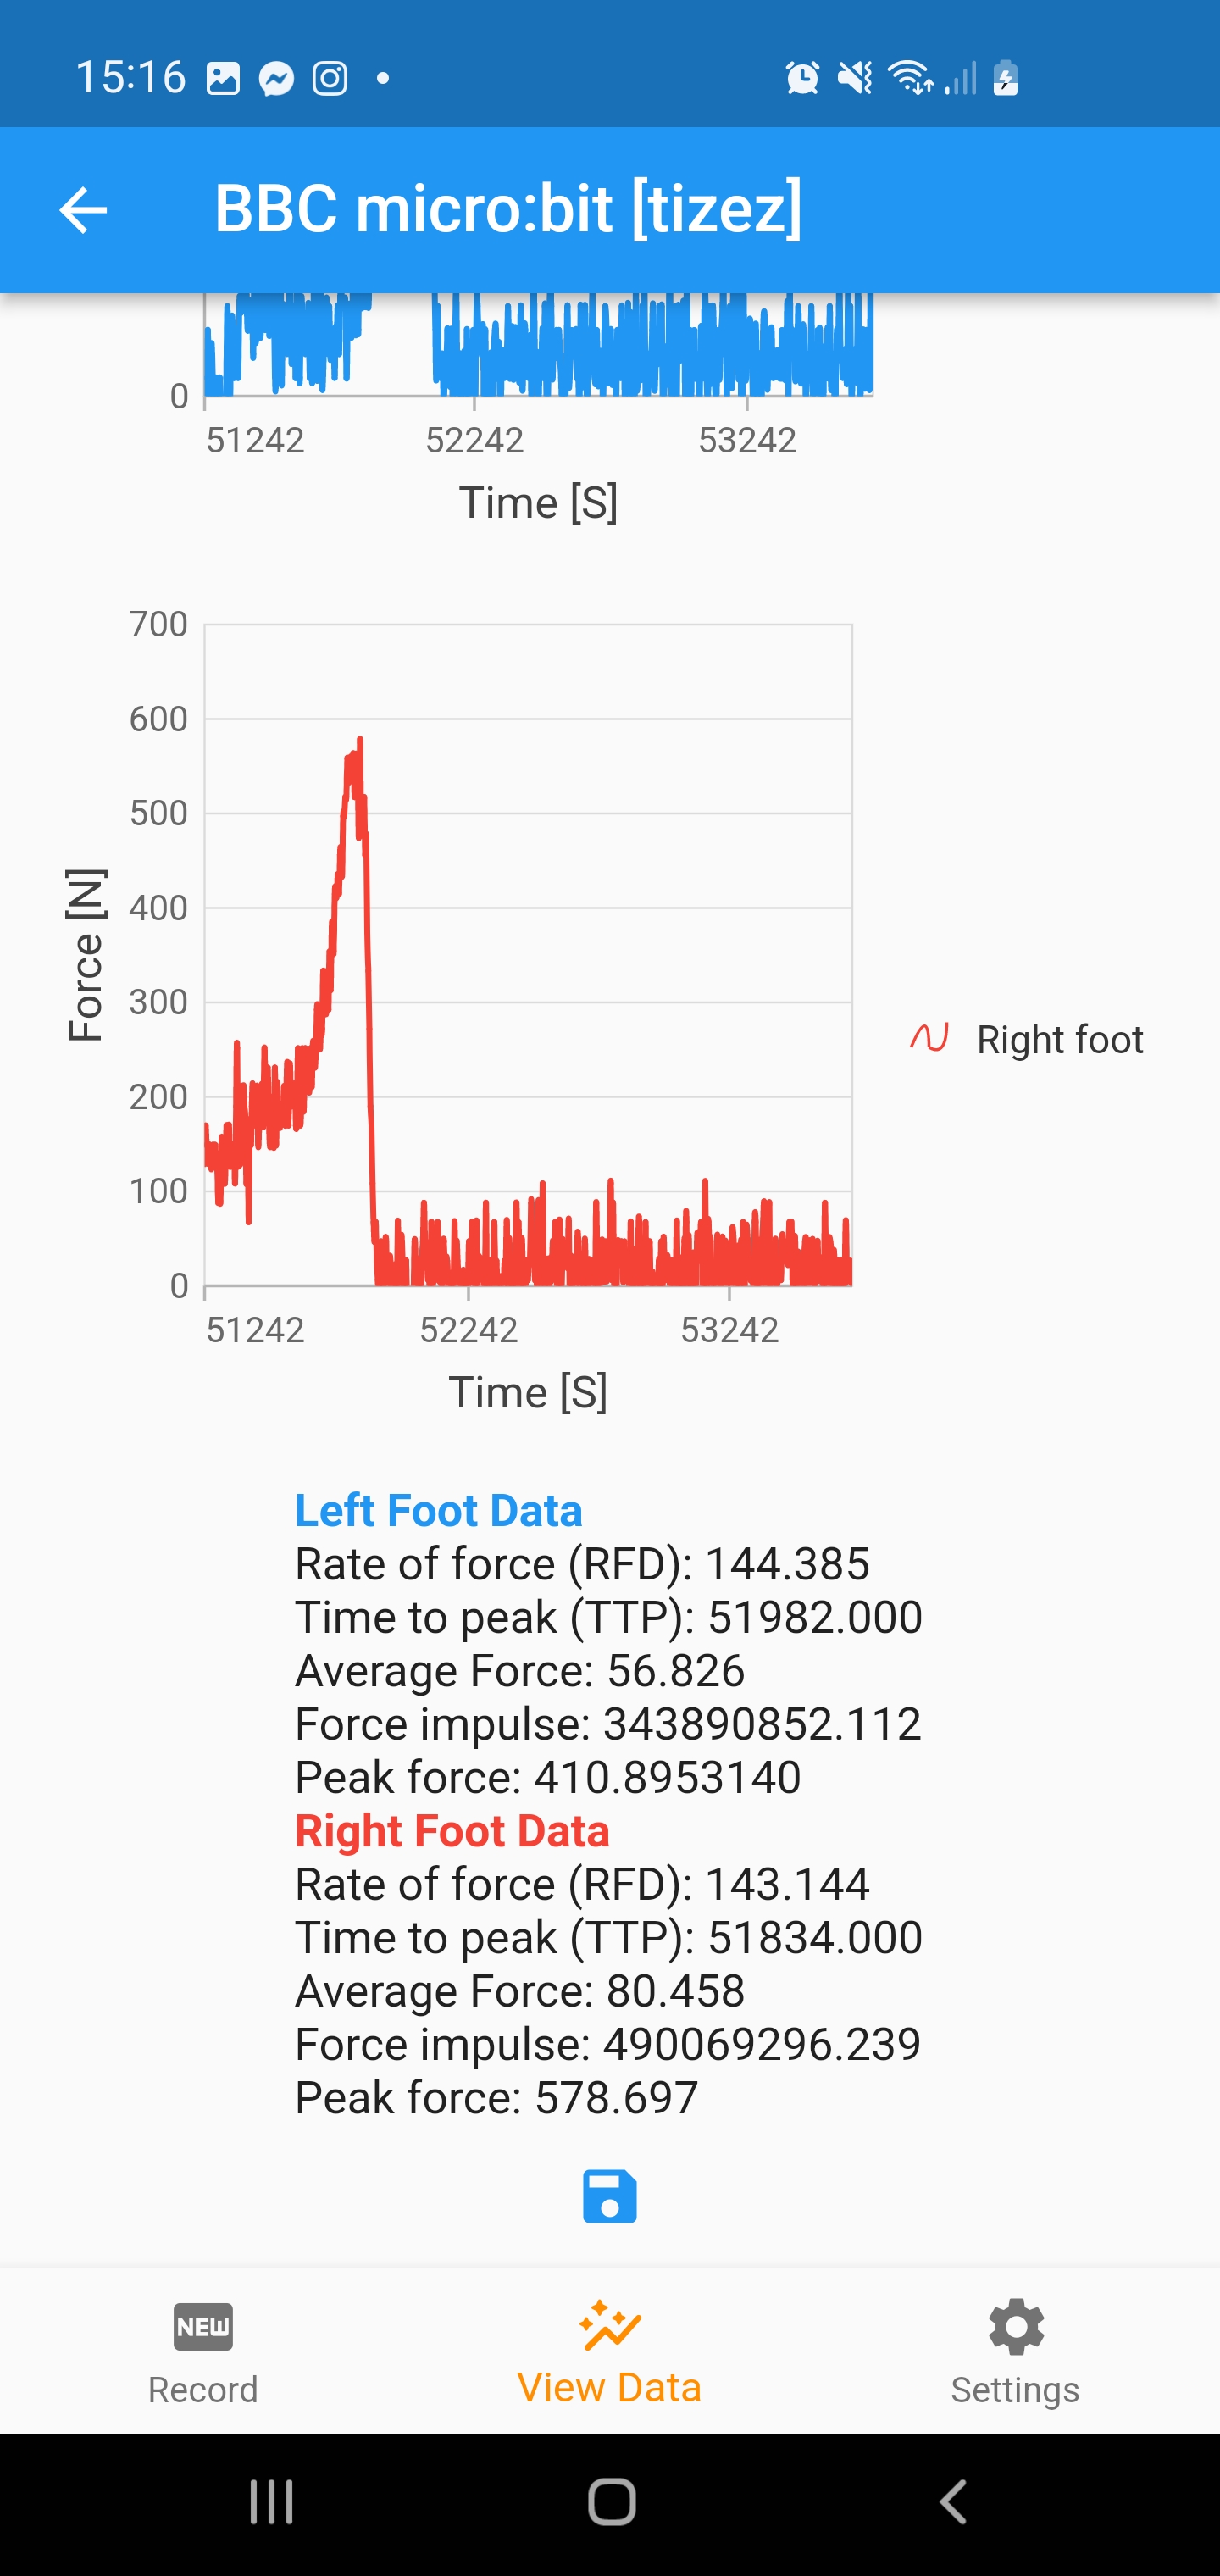 15:16
BBC micro:bit [tizez]
0
51242 52242 53242
Time [S]
700
600
500
400
300
200
100
0
Force [N]
Right foot
51242 52242 53242
Time [S]
Left Foot Data
Rate of force (RFD): 144.385
Time to peak (TTP): 51982.000
Average Force: 56.826
Force impulse: 343890852.112
Peak force: 410.8953140
Right Foot Data
Rate of force (RFD): 143.144
Time to peak (TTP): 51834.000
Average Force: 80.458
Force impulse: 490069296.239
Peak force: 578.697
NEW
Record View Data Settings